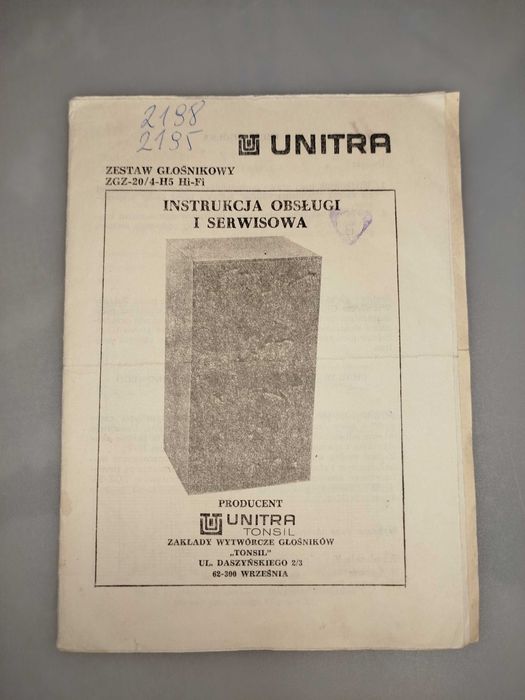 2198
2195
UNITRA
ZESTAW GŁOŚNIKOWY
ZGZ-20/4-H5 Hi-Fi
INSTRUKCJA OBSŁUGI
I SERWISOWA
PRODUCENT
UNITRA
TONSIL
ZAKŁADY WYTWÓRCZE GŁOŚNIKÓW
„TONSIL"
UL. DASZYŃSKIEGO 2/3
62-300 WRZEŚNIA